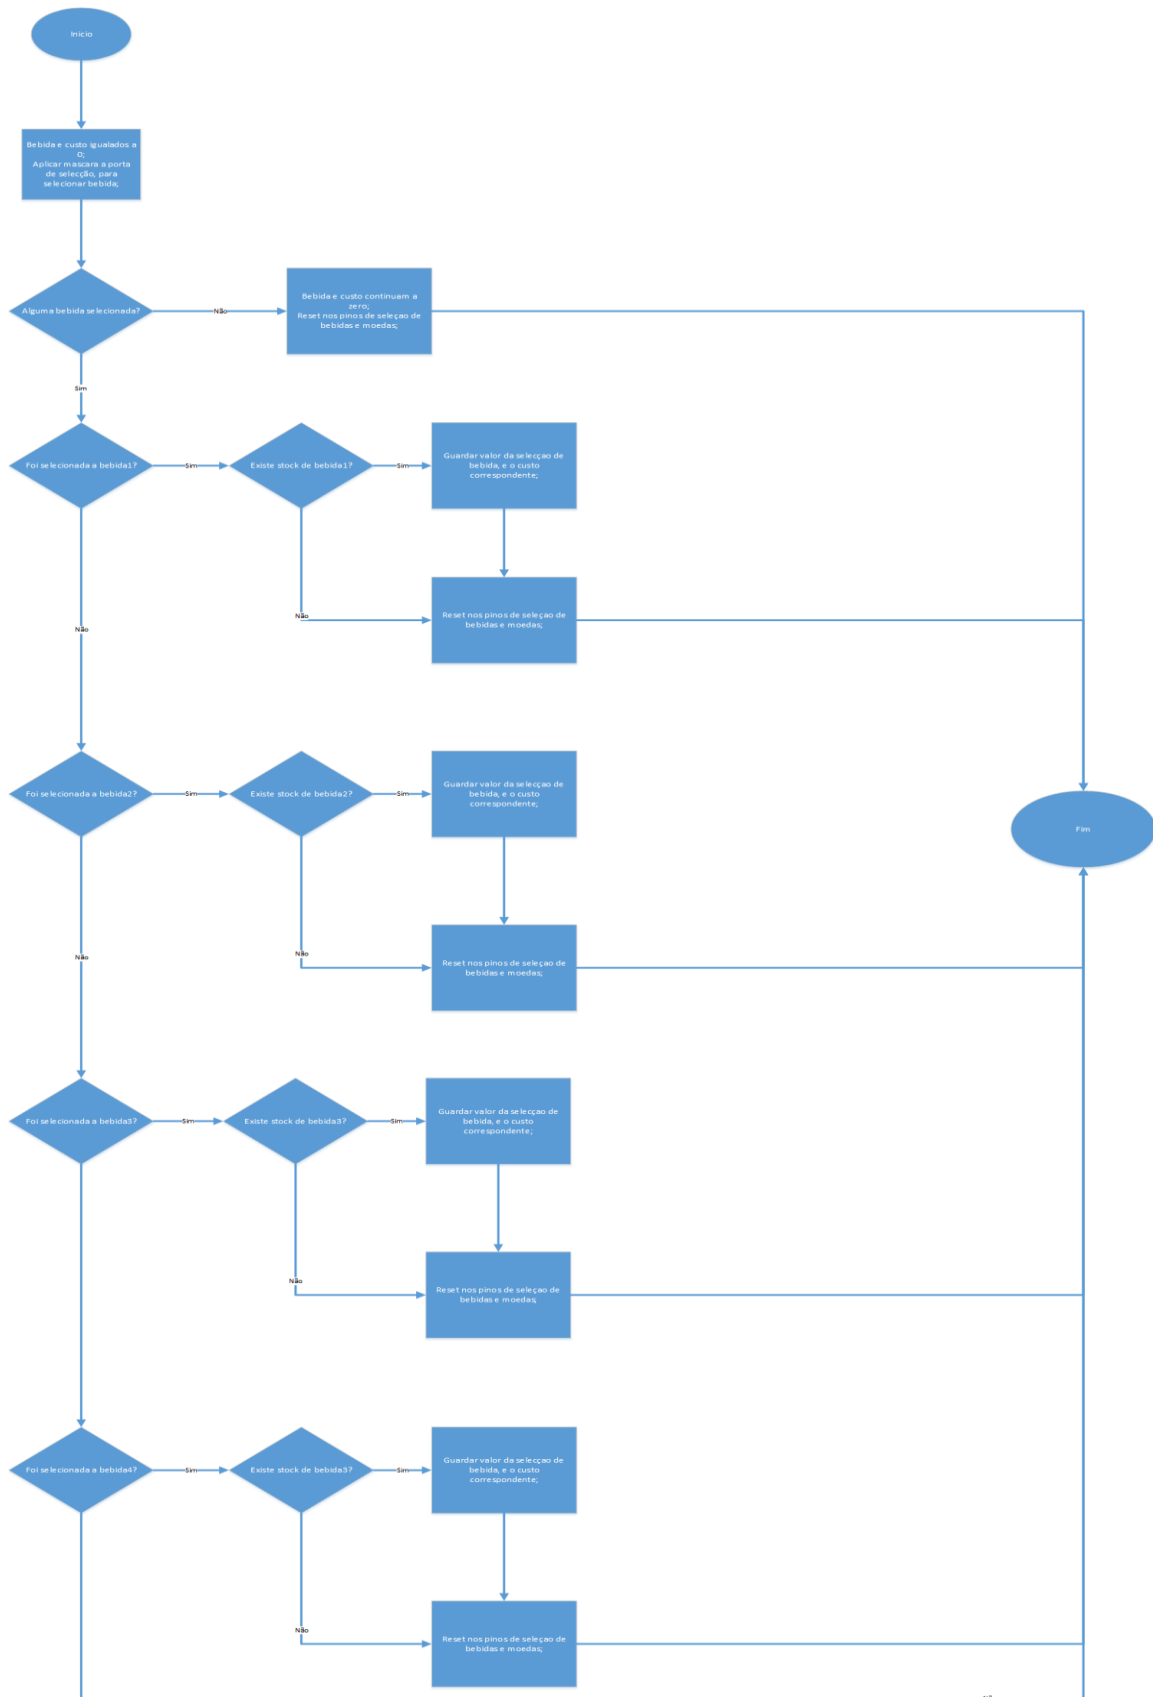 Inicio
Bebida e custo igualados a
0;
Aplicar mascara a porta
de selecção, para
selecionar bebida;
Alguma bebida selecionada?
Não
Bebida e custo continuam a
zero;
Reset nos pinos de seleçao de
bebidas e moedas;
Sim
Foi selecionada a bebida1?
Sim
Existe stock de bebida1?
Sim
Guardar valor da selecçao de
bebida, e o custo
correspondente;
Não
Reset nos pinos de seleçao de
bebidas e moedas;
Não
Foi selecionada a bebida2?
Sim
Existe stock de bebida2?
Sim
Guardar valor da selecçao de
bebida, e o custo
correspondente;
Fim
Não
Reset nos pinos de seleçao de
bebidas e moedas;
Não
Foi selecionada a bebida3?
Sim
Existe stock de bebida3?
Sim
Guardar valor da selecçao de
bebida, e o custo
correspondente;
Não
Reset nos pinos de seleçao de
bebidas e moedas;
Foi selecionada a bebida4?
Sim
Existe stock de bebida3?
Sim
Guardar valor da selecçao de
bebida, e o custo
correspondente;
Não
Reset nos pinos de seleçao de
bebidas e moedas;